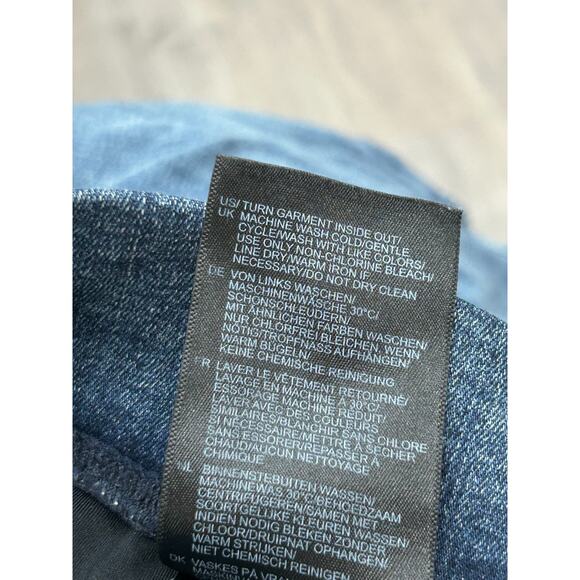 US/ TURN GARMENT INSIDE OUT/
UK MACHINE WASH COLD/GENTLE
CYCLE/WASH WITH LIKE COLORS/
USE ONLY NON-CHLORINE BLEACH/
LINE DRY/WARM IRON IF
NECESSARY/DO NOT DRY CLEAN
DE VON LINKS WASCHEN/
MASCHINENWÄSCHE 30°C/
SCHONSCHLEUDERN/
MIT ÄHNLICHEN FARBEN WASCHEN/
NUR CHLORFREI BLEICHEN, WENN
NÖTIG/TROPFNASS AUFHÄNGEN/
WARM BÜGELN/
KEINE CHEMISCHE REINIGUNG
R LAVER LE VÊTEMENT RETOURNÉ/
LAVAGE EN MACHINE À 30°C/
ESSORAGE MACHINE RÉDUIT/
LAVER AVEC DES COULEURS
SIMILAIRES/BLANCHIR SANS CHLORE
SI NÉCESSAIRE/METTRE À SÉCHER
SANS ESSORER/REPASSER À
CHAUD/AUCUN NETTOYAGE
CHIMIQUE
NL BINNENSTEBUITEN WASSEN/
MACHINEWAS 30°C/BEHOEDZAAM
CENTRIFUGEREN/SAMEN MET
SOORTGELIJKE KLEUREN WASSEN/
INDIEN NODIG BLEKEN ZONDER
CHLOOR/DRUIPNAT OPHANGEN/
WARM STRIJKEN/
NIET CHEMISCH REINIGEN
DK VASKES PÅ